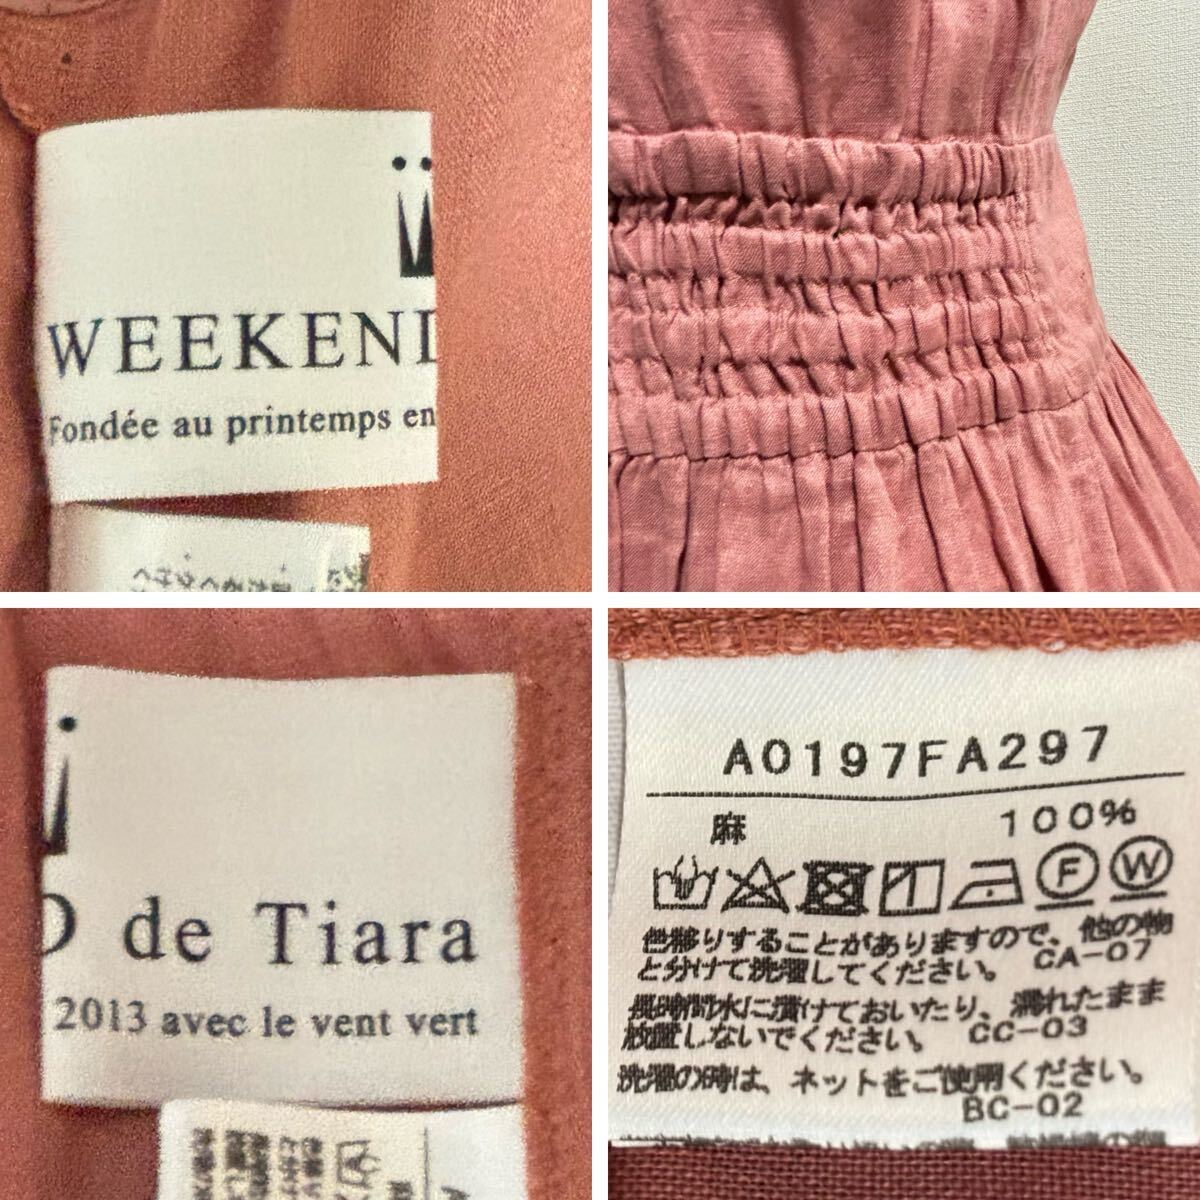 WEEKEND
Fondée au printemps en
D de Tiara
2013 avec le vent vert
A0197FA297
麻 100%
F W
色移りすることがありますので、他の物
と分けて洗濯してください。 CA-07
長時間水に漬けておいたり、濡れたまま
放置しないでください。 CC-03
洗濯の時は、ネットをご使用ください。
BC-02